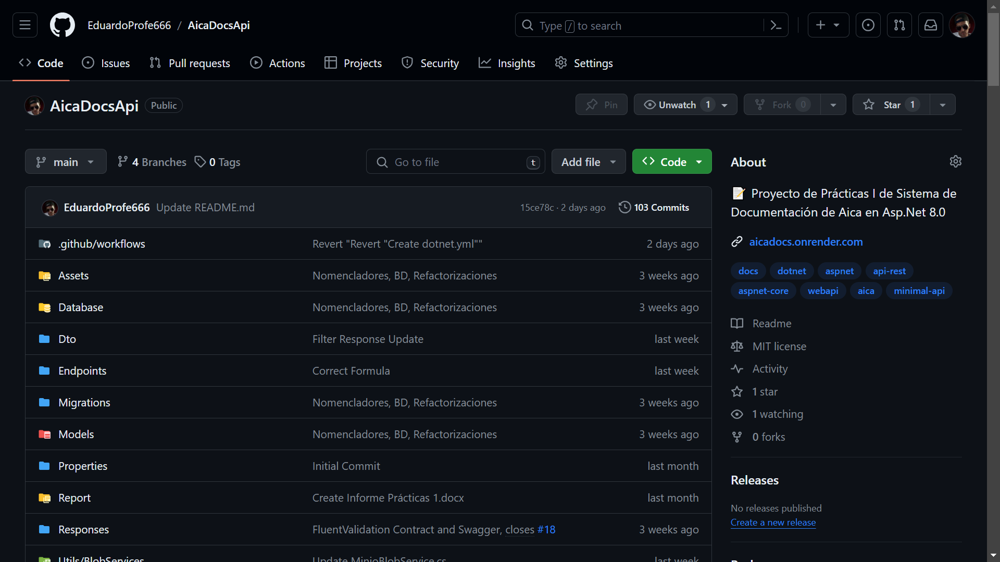 EduardoProfe666 / AicaDocsApi
Type / to search
Code Issues Pull requests Actions Projects Security Insights Settings
AicaDocsApi Public
Pin Unwatch 1 Fork 0 Star 1
main 4 Branches 0 Tags
Go to file t Add file Code
EduardoProfe666 Update README.md 15ce78c · 2 days ago 103 Commits
.github/workflows Revert "Revert "Create dotnet.yml"" 2 days ago
Assets Nomencladores, BD, Refactorizaciones 3 weeks ago
Database Nomencladores, BD, Refactorizaciones 3 weeks ago
Dto Filter Response Update last week
Endpoints Correct Formula last week
Migrations Nomencladores, BD, Refactorizaciones 3 weeks ago
Models Nomencladores, BD, Refactorizaciones 3 weeks ago
Properties Initial Commit last month
Report Create Informe Prácticas 1.docx last month
Responses FluentValidation Contract and Swagger, closes #18 3 weeks ago
Utils/BlobServices Update MinioBlobService.cs last week
About
Proyecto de Prácticas I de Sistema de
Documentación de Aica en Asp.Net 8.0
aicadocs.onrender.com
docs dotnet aspnet api-rest
aspnet-core webapi aica minimal-api
Readme
MIT license
Activity
1 star
1 watching
0 forks
Releases
No releases published
Create a new release